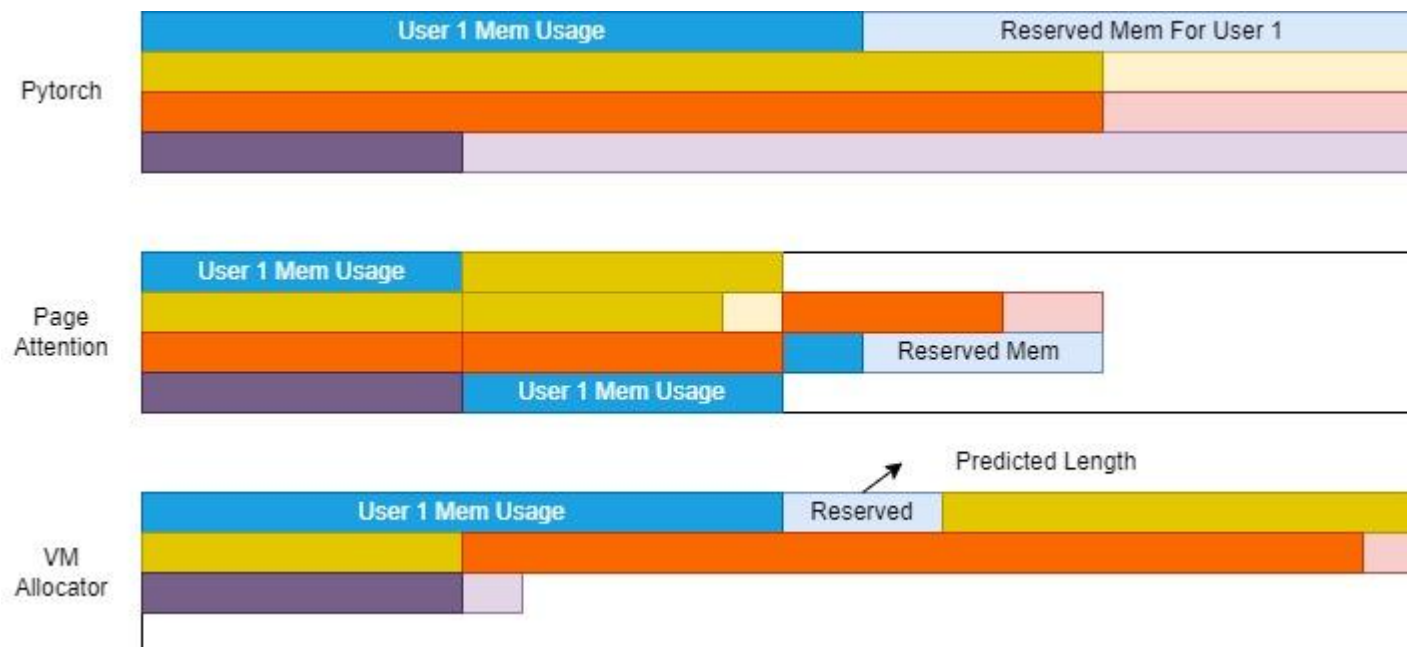 User 1 Mem Usage
Reserved Mem For User 1
Pytorch
User 1 Mem Usage
Page
Attention
Reserved Mem
User 1 Mem Usage
Predicted Length
User 1 Mem Usage
Reserved
VM
Allocator